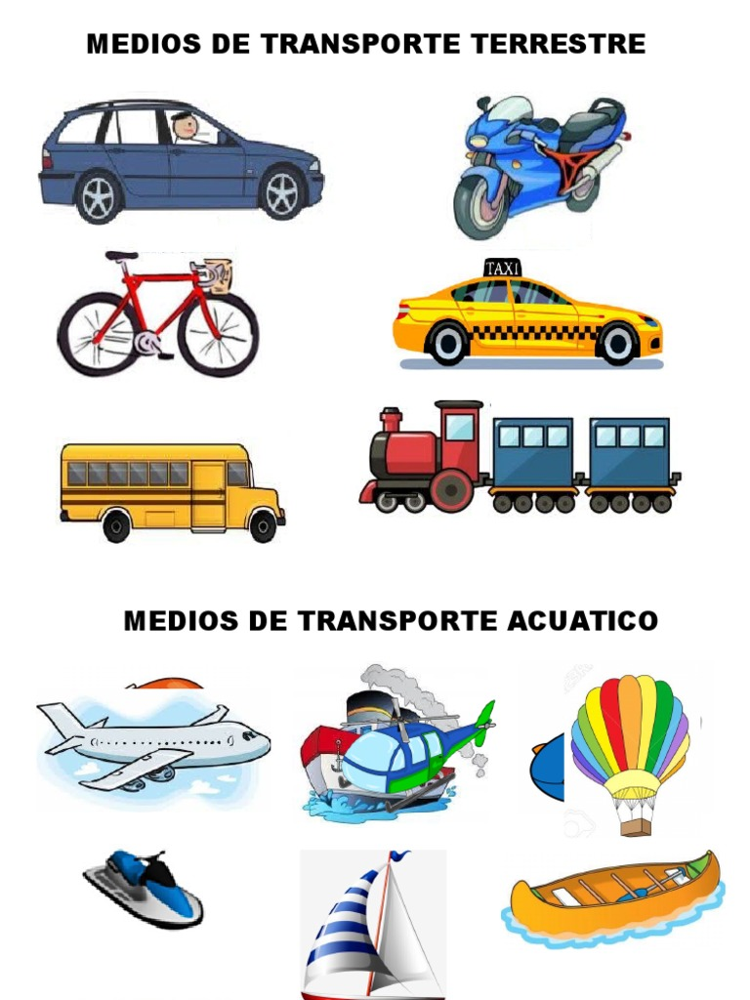 MEDIOS DE TRANSPORTE TERRESTRE
TAXI
MEDIOS DE TRANSPORTE ACUATICO